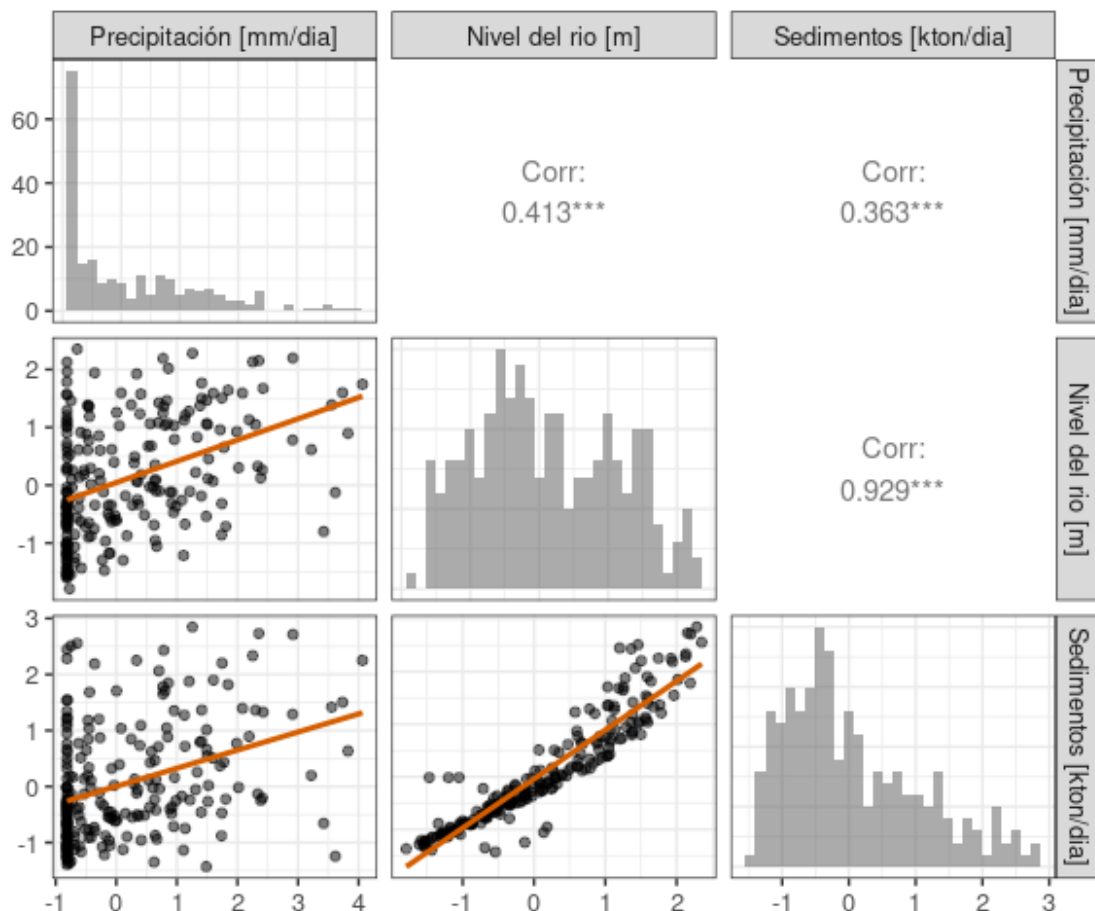 Precipitación [mm/dia]
Nivel del rio [m]
Sedimentos [kton/dia]
60
40
20
0
Corr:
0.413***
Corr:
0.363***
Precipitación [mm/dia]
2
1
0
-1
Corr:
0.929***
Nivel del rio [m]
3
2
1
0
-1
Sedimentos [kton/dia]
-1 0 1 2 3 4
-1 0 1 2
-1 0 1 2 3